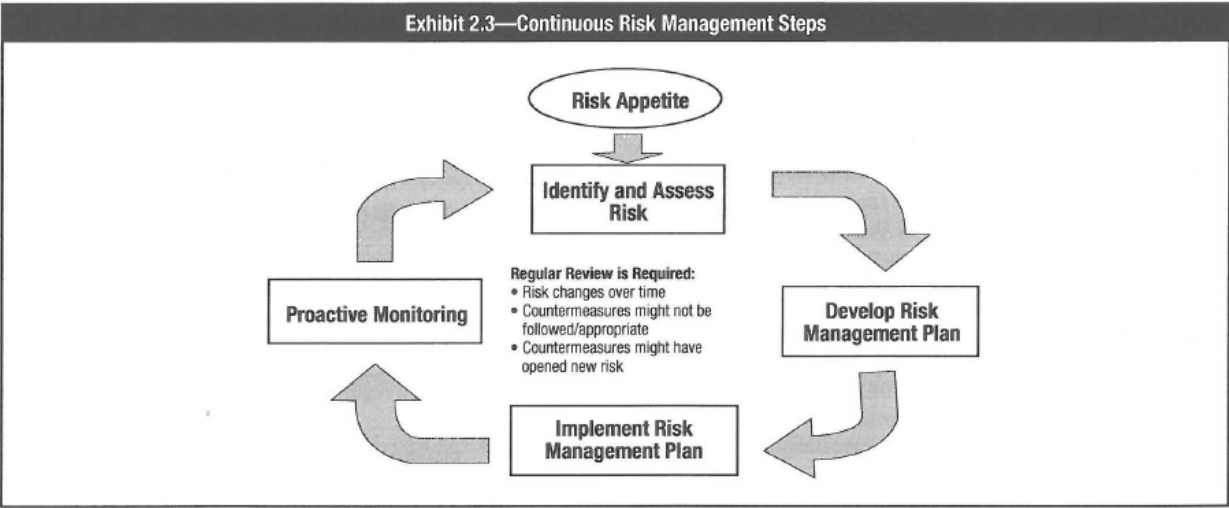 Exhibit 2.3—Continuous Risk Management Steps
Risk Appetite
Identify and Assess
Risk
Regular Review is Required:
• Risk changes over time
• Countermeasures might not be
followed/appropriate
• Countermeasures might have
opened new risk
Proactive Monitoring
Develop Risk
Management Plan
Implement Risk
Management Plan